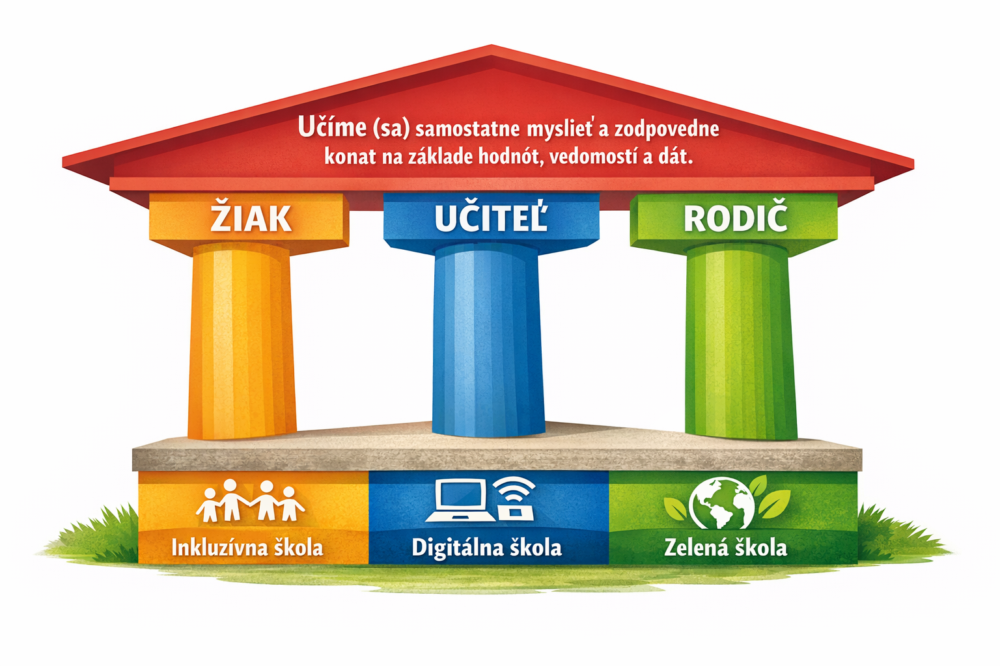 Učíme (sa) samostatne myslieť a zodpovedne
konat na základe hodnót, vedomostí a dát.
ŽIAK
UČITEĽ
RODIČ
Inkluzívna škola
Digitálna škola
Zelená škola